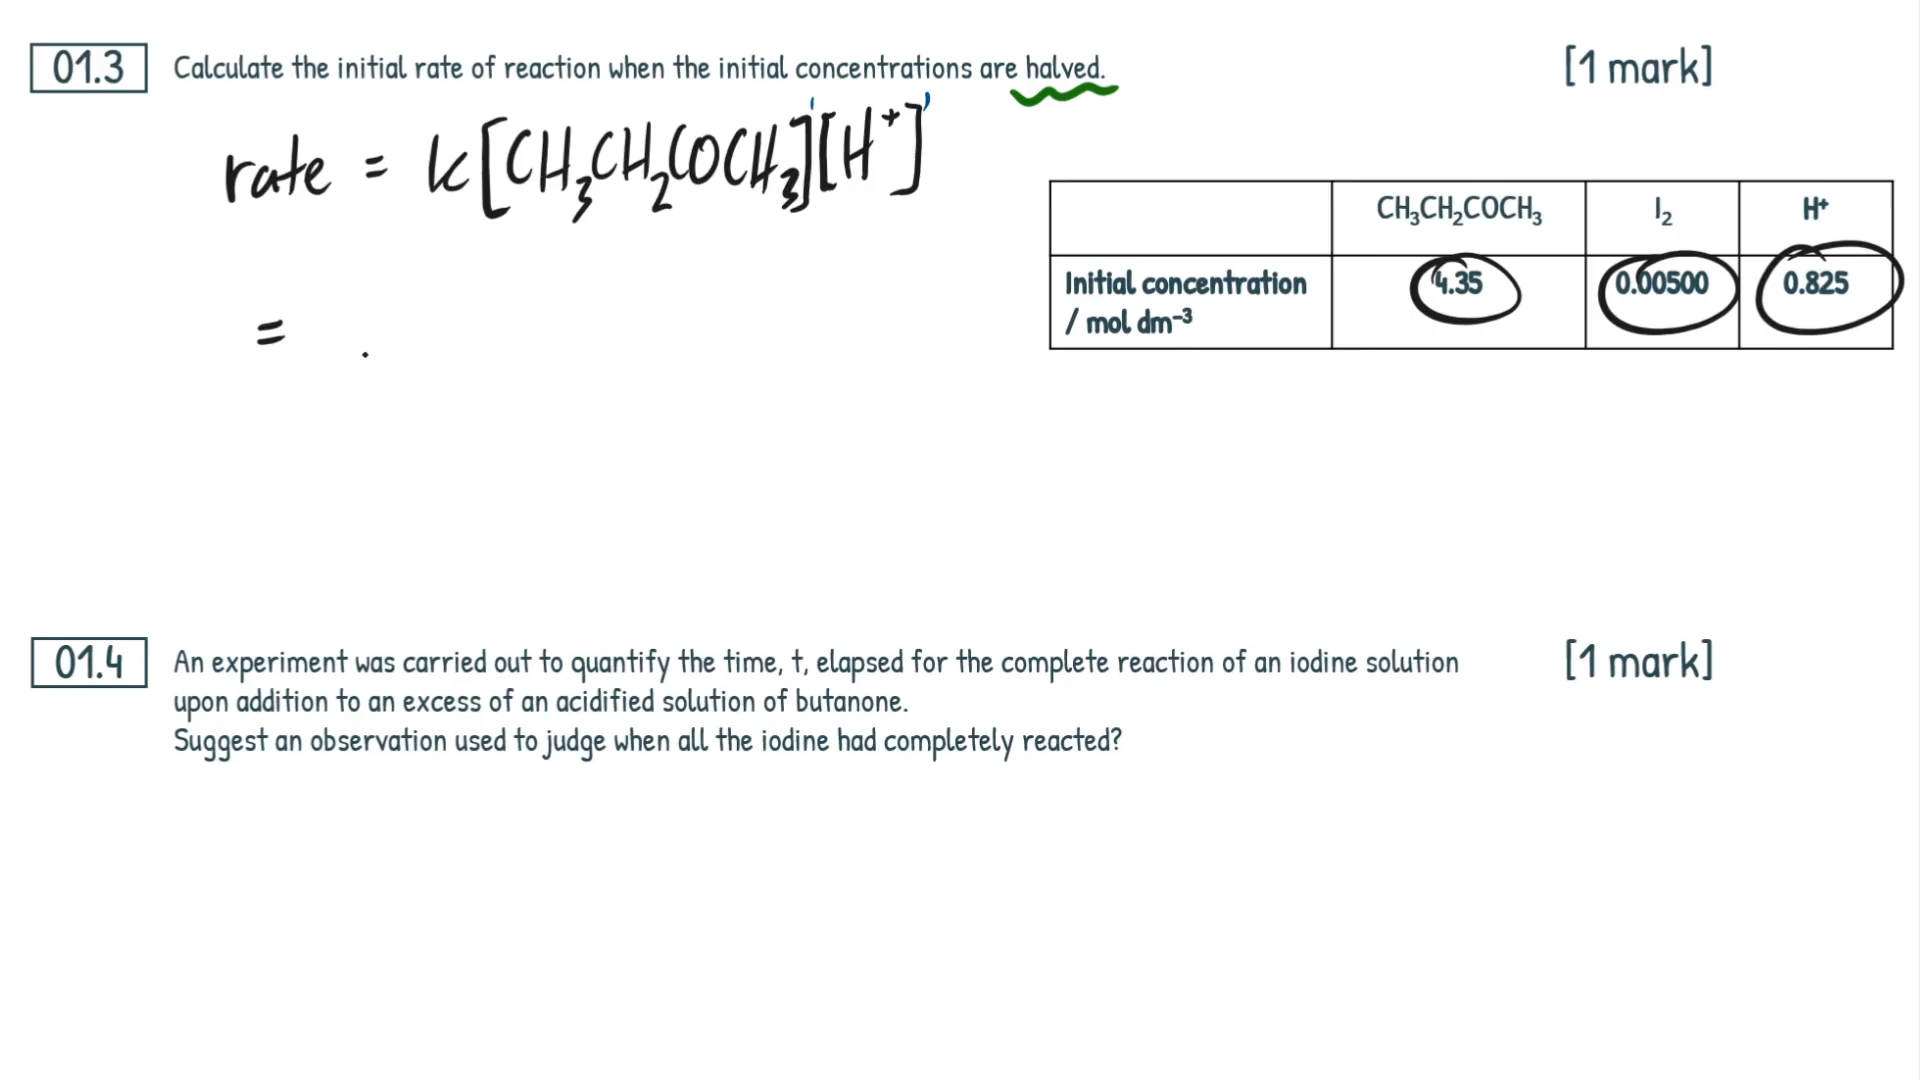 01.3 Calculate the initial rate of reaction when the initial concentrations are halved. [1 mark]
rate = k[CH₃CH₂COCH₃]¹[H⁺]¹
CH₃CH₂COCH₃ I₂ H⁺
Initial concentration / mol dm⁻³ 4.35 0.00500 0.825
=
01.4 An experiment was carried out to quantify the time, t, elapsed for the complete reaction of an iodine solution [1 mark]
upon addition to an excess of an acidified solution of butanone.
Suggest an observation used to judge when all the iodine had completely reacted?